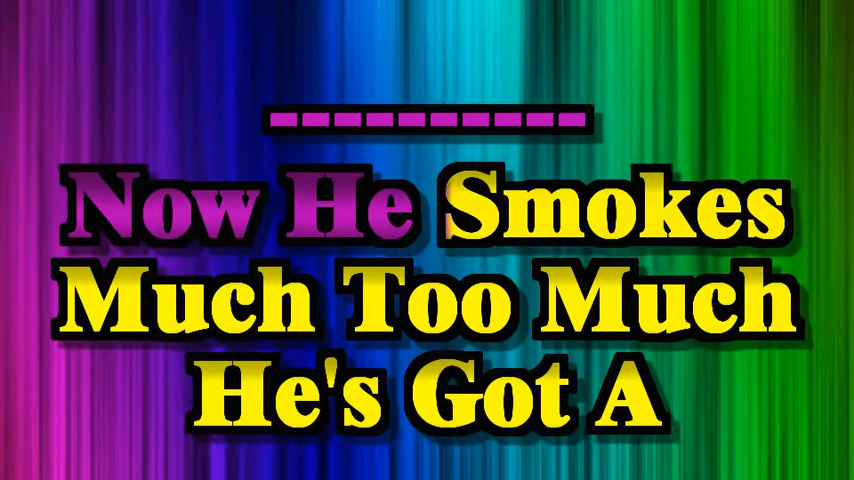 ----------
Now He Smokes
Much Too Much
He's Got A